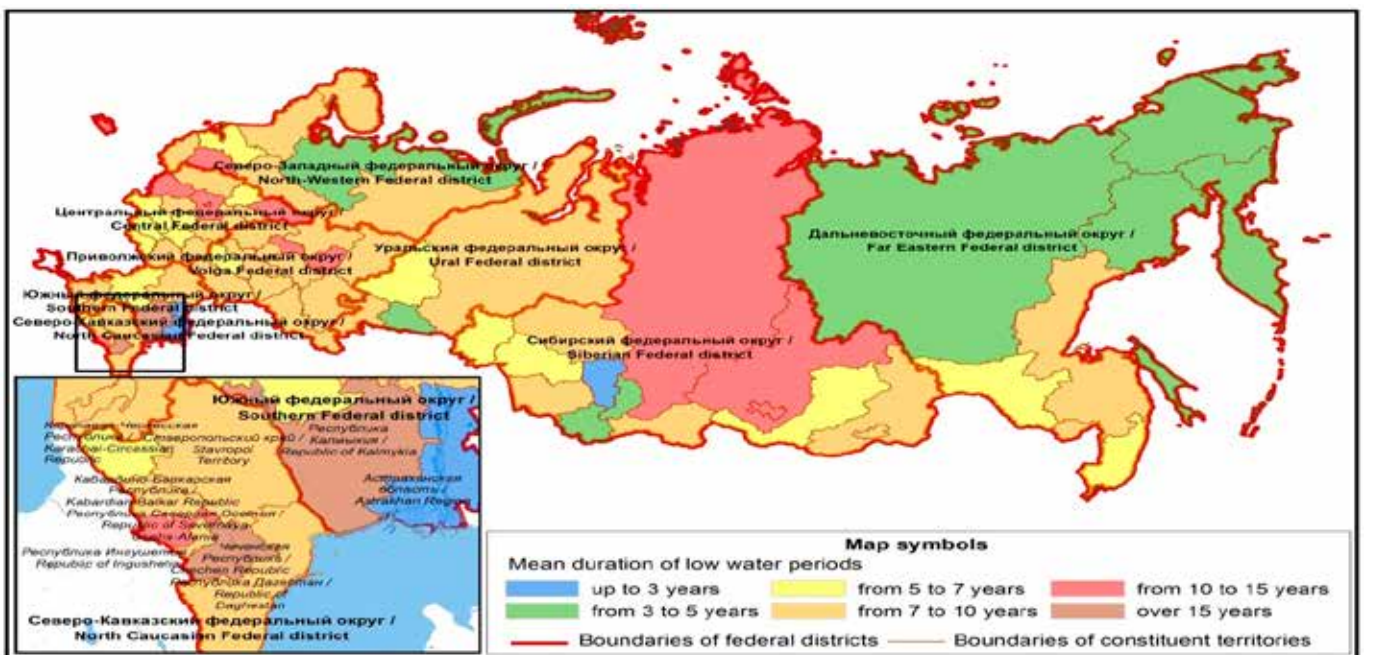 Северо-Западный федеральный округ /
North-Western Federal district
Центральный федеральный округ /
Central Federal district
Приволжский федеральный округ /
Volga Federal district
Уральский федеральный округ /
Ural Federal district
Дальневосточный федеральный округ /
Far Eastern Federal district
Южный федеральный округ /
Southern Federal district
Северо-Кавказский федеральный округ /
North Caucasian Federal district
Сибирский федеральный округ /
Siberian Federal district
Южный федеральный округ /
Southern Federal district
Республика
Калмыкия /
Republic of Kalmykia
Черкесская
Республика /
Karachai-Circassian
Republic
Ставропольский край /
Stavropol
Territory
Астраханская
область /
Astrakhan Region
Кабардино-Балкарская
Республика /
Kabardian-Balkar Republic
Республика Северная Осетия /
Republic of Severnaya
Alania
Республика Ингушетия /
Republic of Ingushetia
Чеченская
Республика /
Chechen Republic
Республика Дагестан /
Republic of
Daghestan
Северо-Кавказский федеральный округ /
North Caucasian Federal district
Map symbols
Mean duration of low water periods
up to 3 years
from 5 to 7 years
from 10 to 15 years
from 3 to 5 years
from 7 to 10 years
over 15 years
Boundaries of federal districts
Boundaries of constituent territories